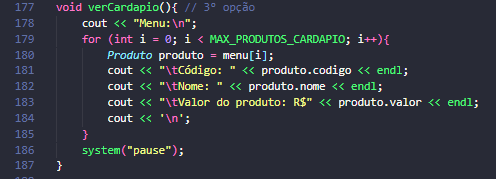 177 void verCardapio(){ // 3º opção
178 cout << "Menu:\n";
179 for (int i = 0; i < MAX_PRODUTOS_CARDAPIO; i++){
180 Produto produto = menu[i];
181 cout << "\tCódigo: " << produto.codigo << endl;
182 cout << "\tNome: " << produto.nome << endl;
183 cout << "\tValor do produto: R$" << produto.valor << endl;
184 cout << '\n';
185 }
186 system("pause");
187 }